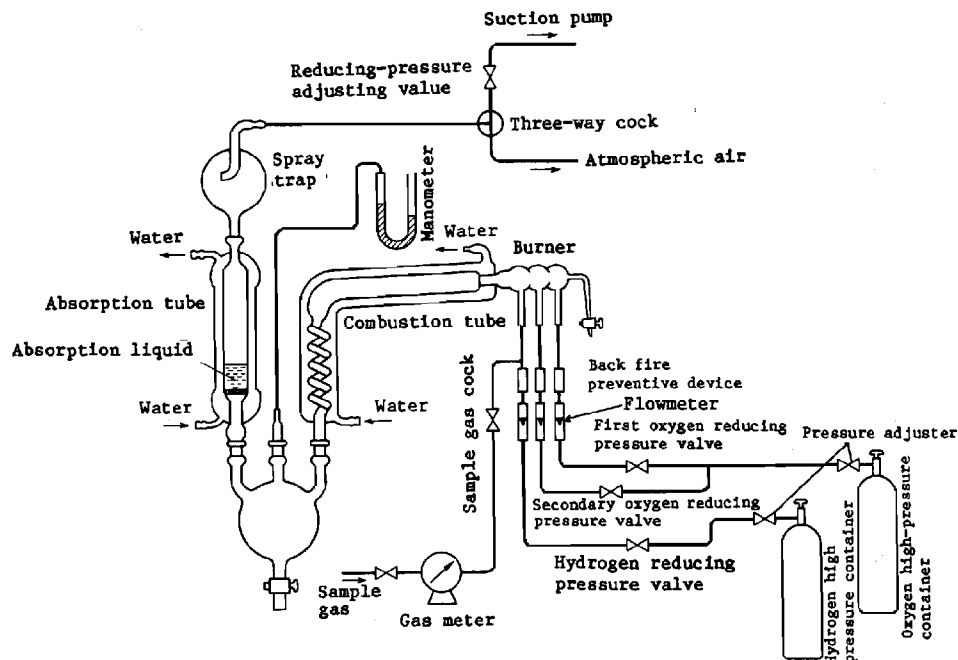 Suction pump
Reducing-pressure
adjusting value
Three-way cock
Atmospheric air
Spray
trap
Manometer
Water
Water
Burner
Absorption tube
Combustion tube
Absorption liquid
Sample gas cock
Back fire
preventive device
Flowmeter
Water
Water
First oxygen reducing
pressure valve
Pressure adjuster
Secondary oxygen reducing
pressure valve
Hydrogen reducing
pressure valve
Sample
gas
Gas meter
Hydrogen high
pressure container
Oxygen high-pressure
container